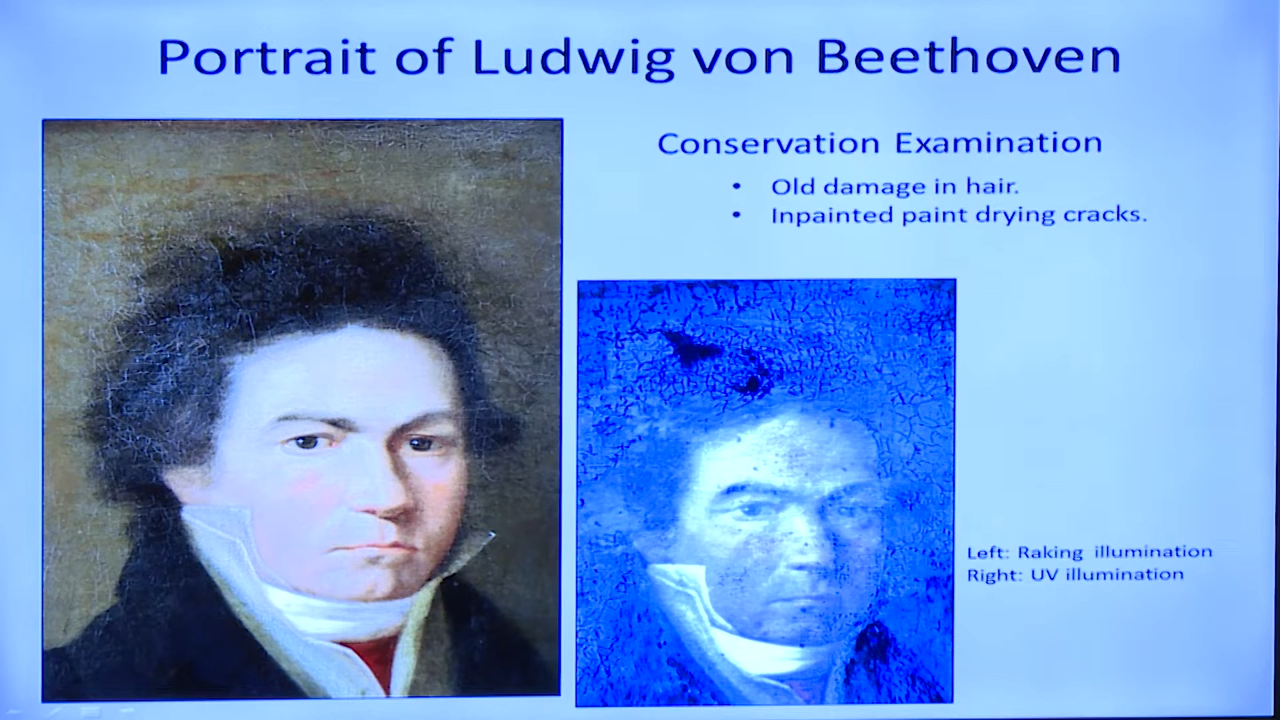 Portrait of Ludwig von Beethoven
Conservation Examination
• Old damage in hair.
• Inpainted paint drying cracks.
Left: Raking illumination
Right: UV illumination